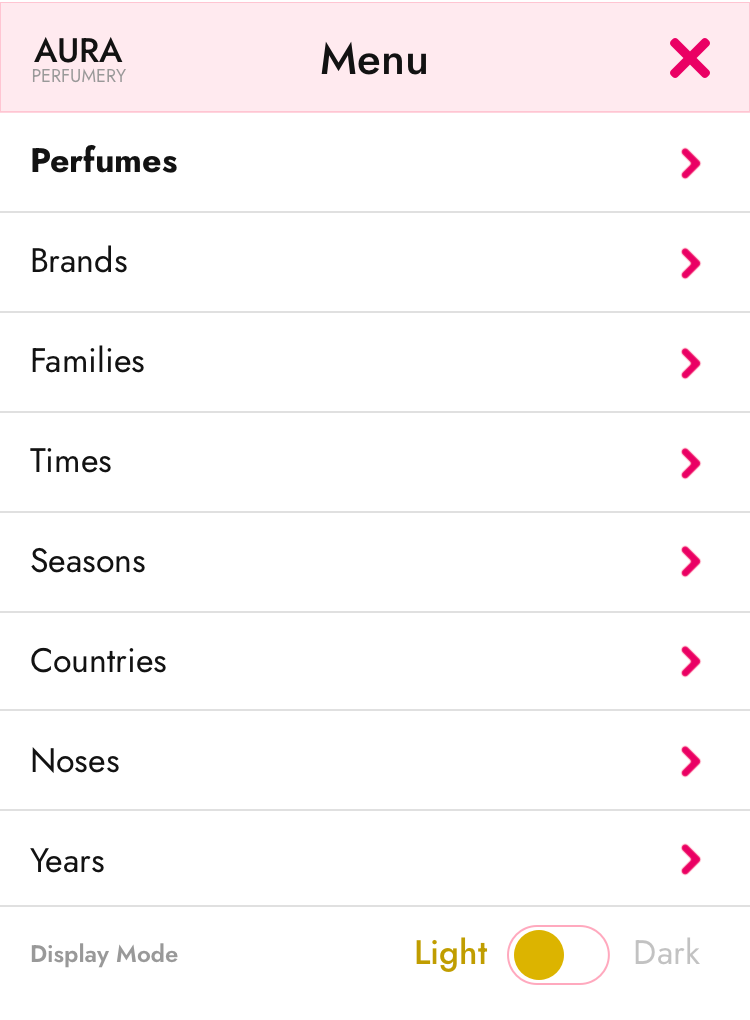 AURA
PERFUMERY
Menu
Perfumes
Brands
Families
Times
Seasons
Countries
Noses
Years
Display Mode
Light
Dark